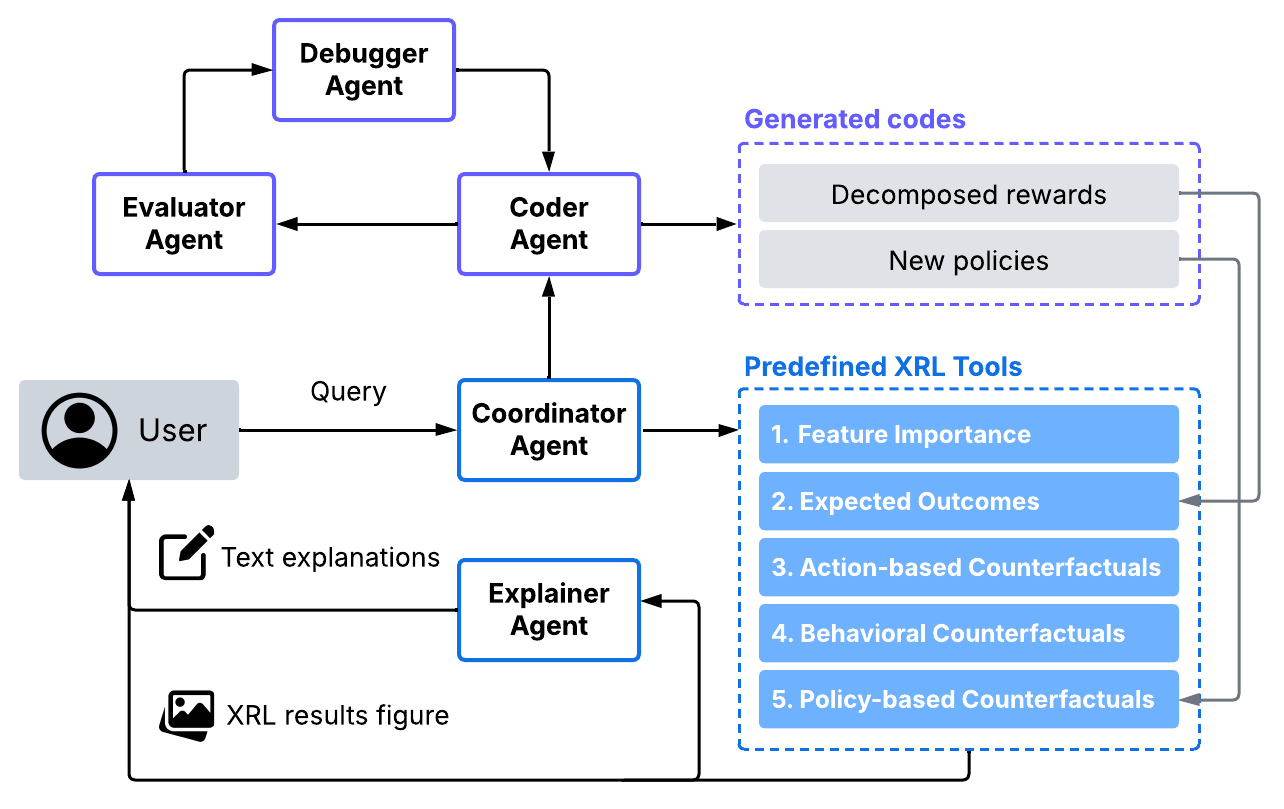 Debugger
Agent
Generated codes
Decomposed rewards
New policies
Evaluator
Agent
Coder
Agent
Query
User
Coordinator
Agent
Predefined XRL Tools
1. Feature Importance
2. Expected Outcomes
3. Action-based Counterfactuals
4. Behavioral Counterfactuals
5. Policy-based Counterfactuals
Text explanations
Explainer
Agent
XRL results figure